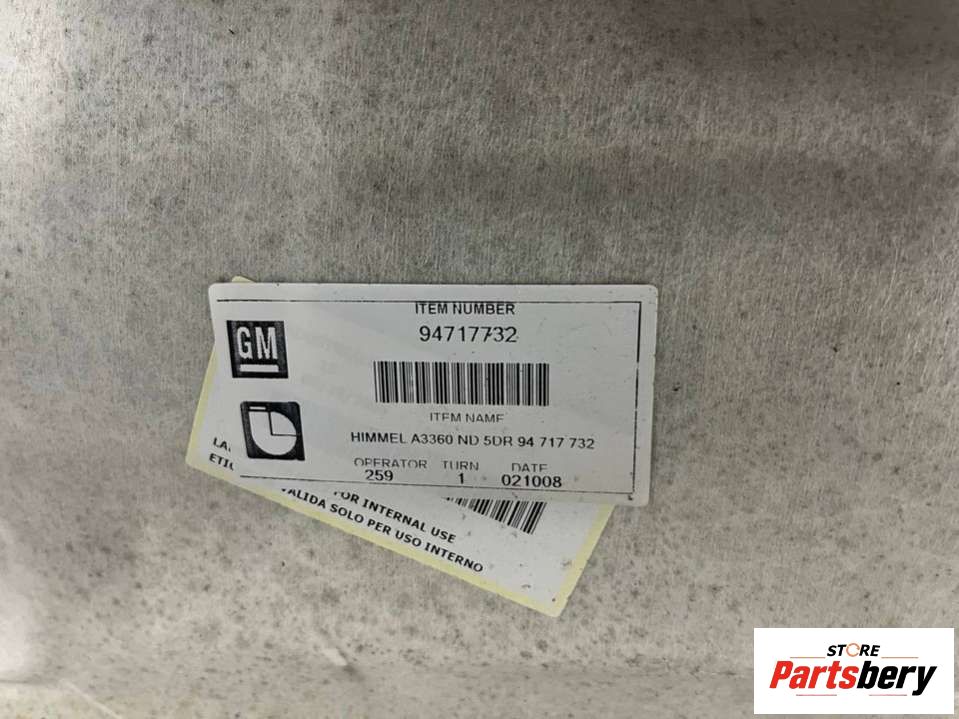 ITEM NUMBER
94717732
GM
ITEM NAME
HIMMEL A3360 ND 5DR 94 717 732
OPERATOR TURN DATE
259 1 021008
FOR INTERNAL USE
VALIDA SOLO PER USO INTERNO
STORE
Partsbery